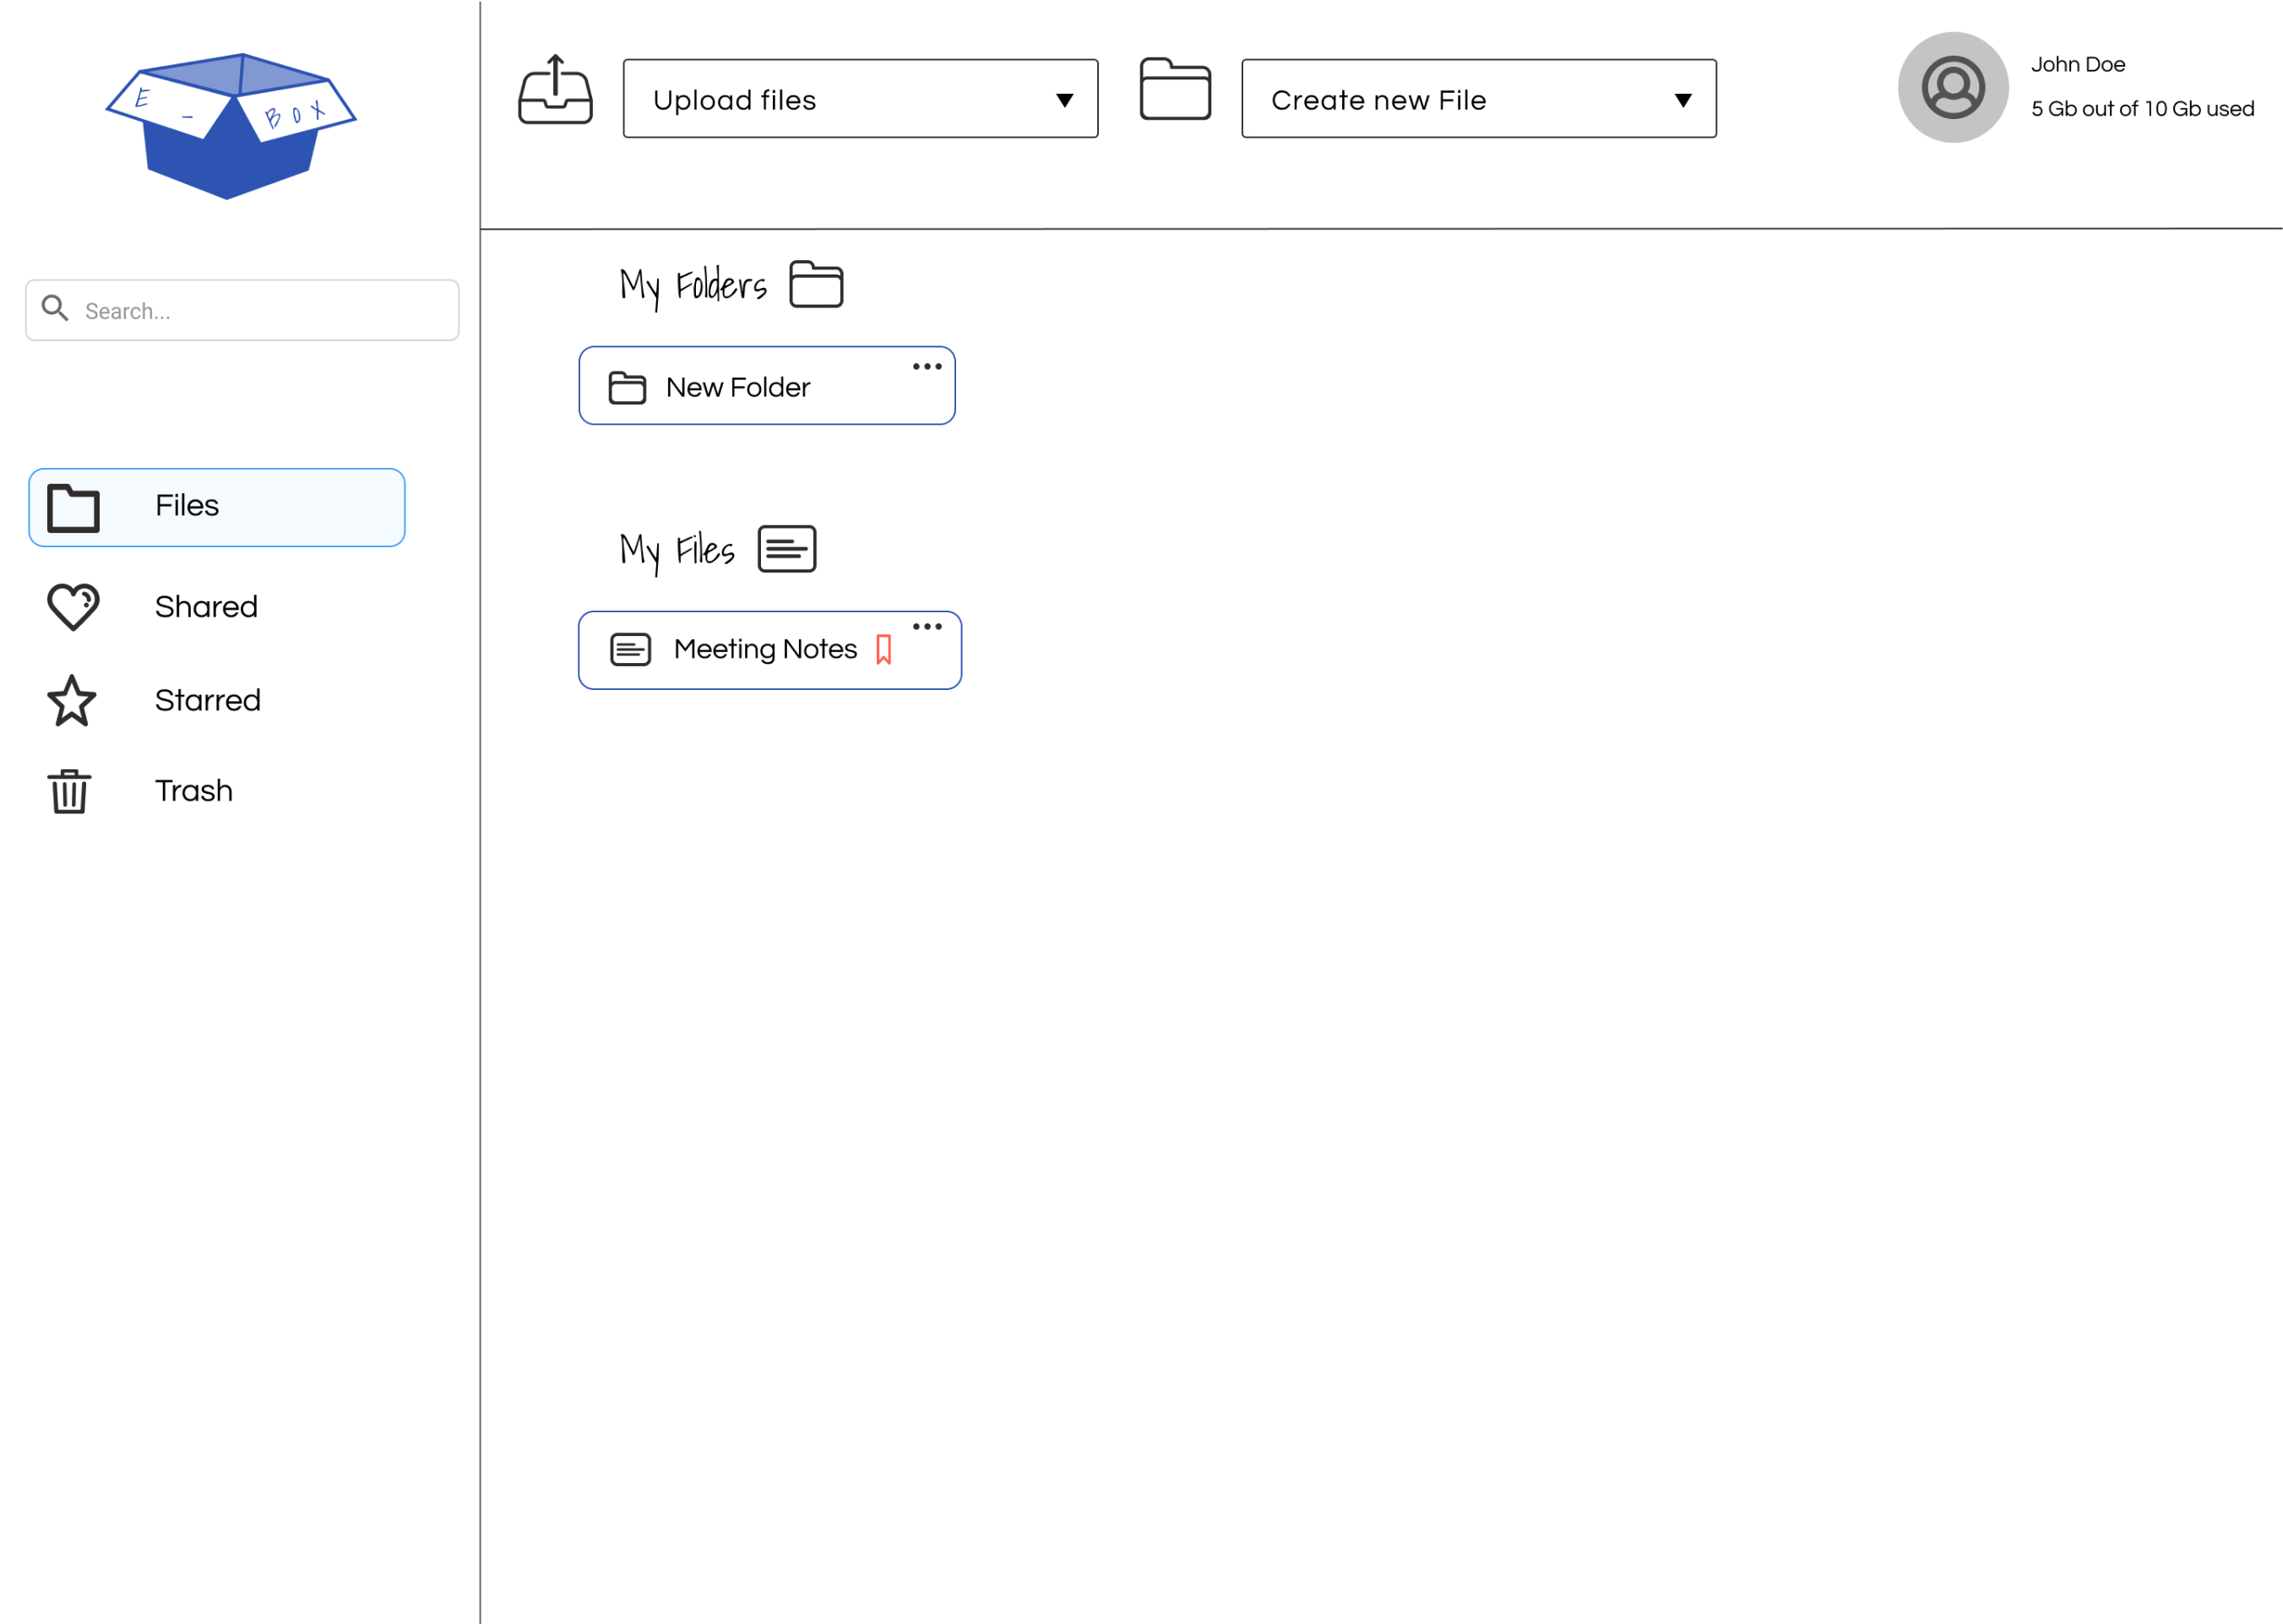 E - BOX
Search...
Files
Shared
Starred
Trash
Upload files
Create new File
John Doe
5 Gb out of 10 Gb used
My Folders
New Folder
My Files
Meeting Notes